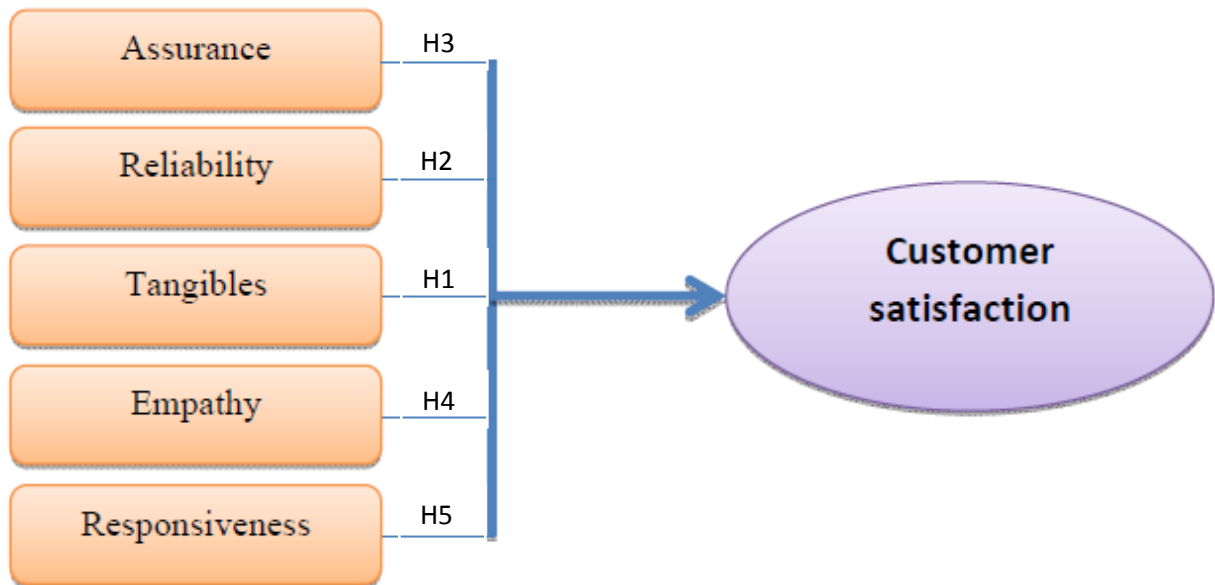 Assurance
H3
Reliability
H2
Tangibles
H1
Empathy
H4
Responsiveness
H5
Customer
satisfaction